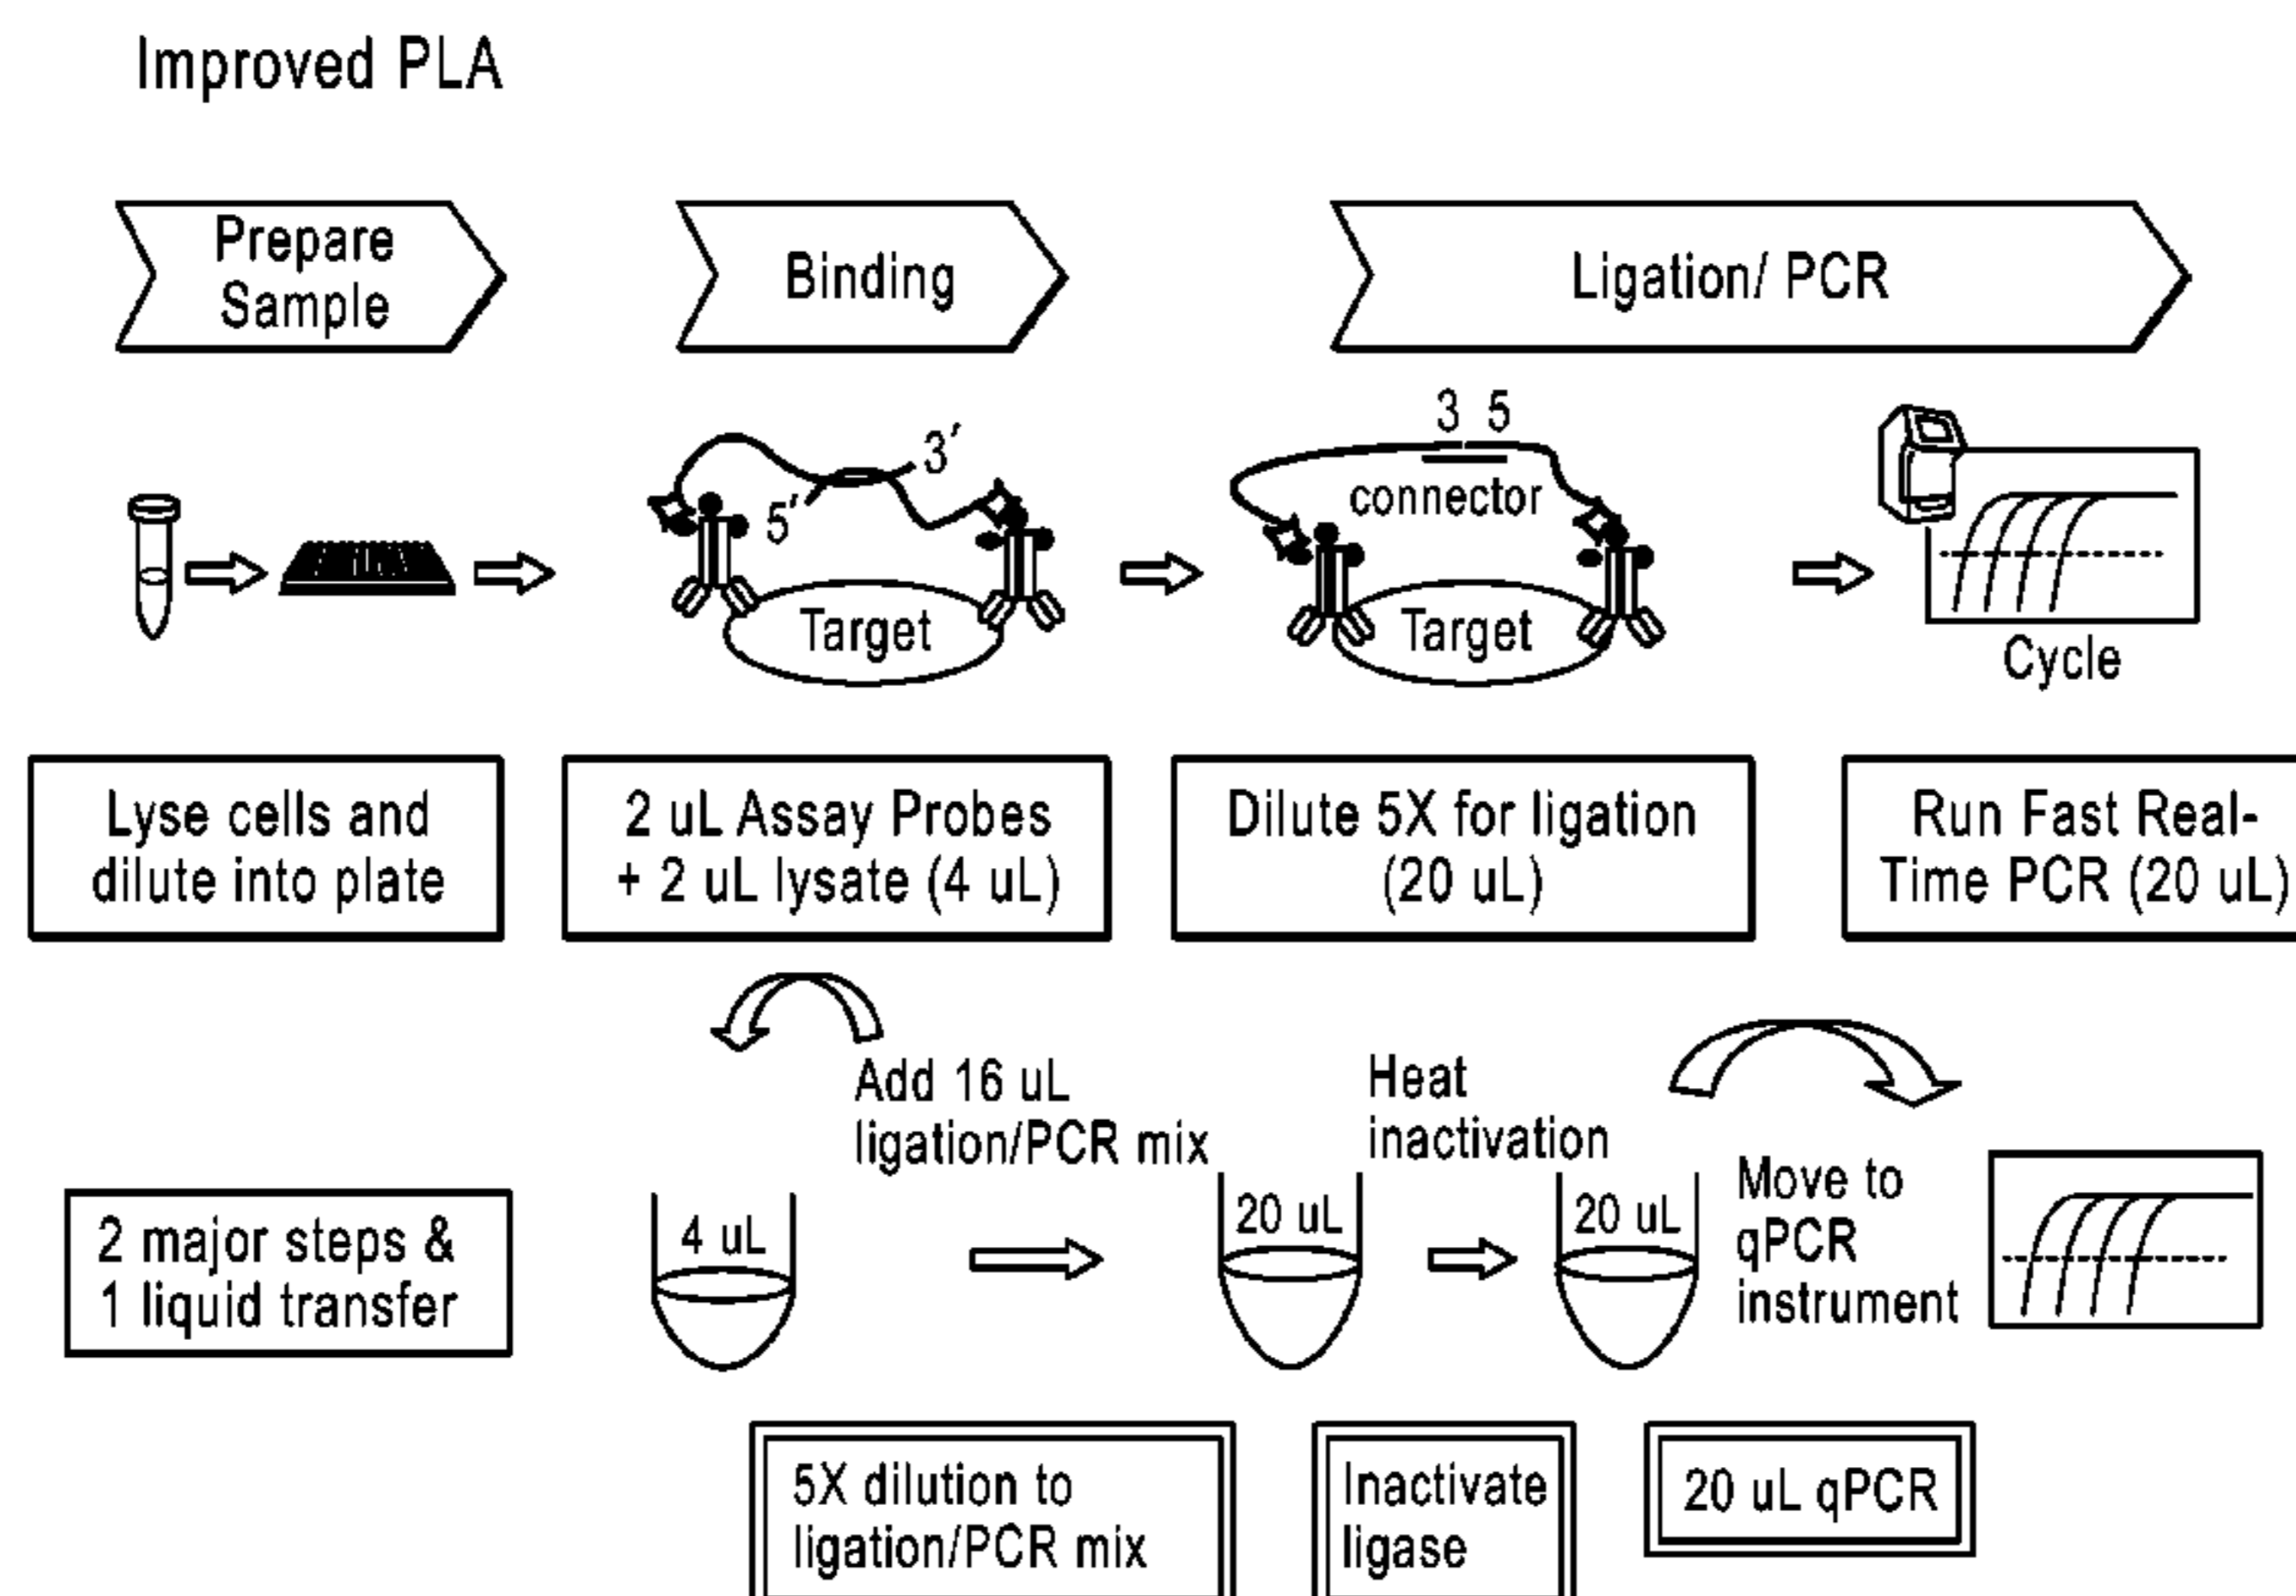 Improved PLA
Prepare
Sample
Binding
Ligation/ PCR
3′
5′
Target
3 5
connector
Target
Cycle
Lyse cells and
dilute into plate
2 uL Assay Probes
+ 2 uL lysate (4 uL)
Dilute 5X for ligation
(20 uL)
Run Fast Real-
Time PCR (20 uL)
Add 16 uL
ligation/PCR mix
Heat
inactivation
2 major steps &
1 liquid transfer
4 uL
20 uL
20 uL
Move to
qPCR
instrument
5X dilution to
ligation/PCR mix
Inactivate
ligase
20 uL qPCR